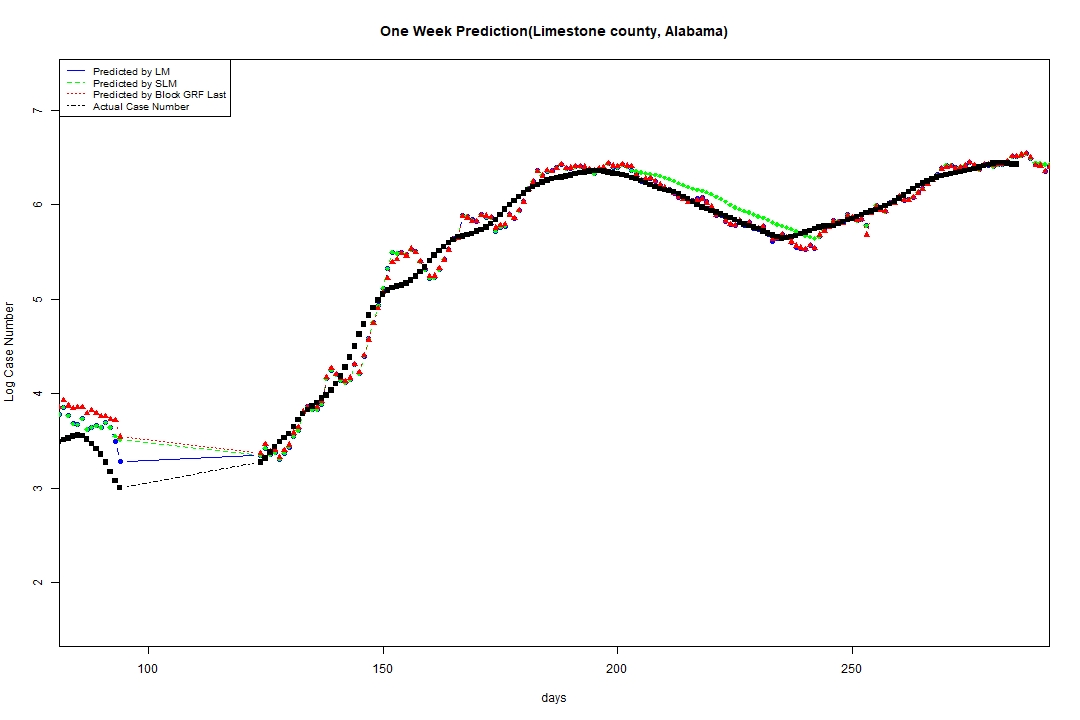 One Week Prediction(Limestone county, Alabama)
Predicted by LM
Predicted by SLM
Predicted by Block GRF Last
Actual Case Number
7
6
5
4
3
2
Log Case Number
100 150 200 250
days